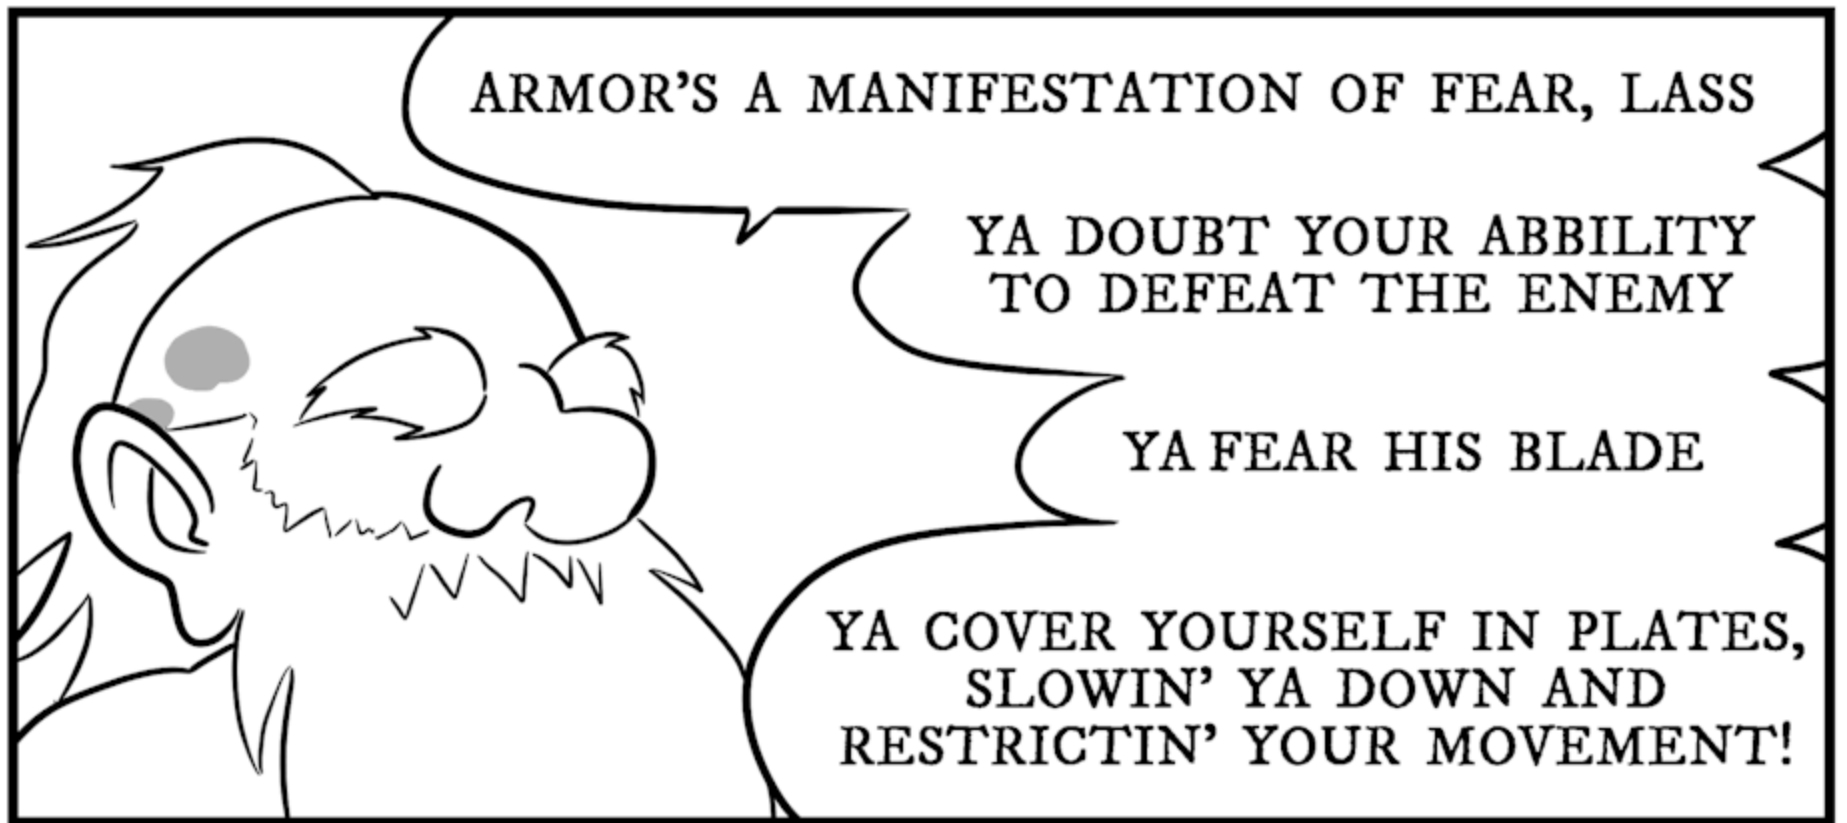 ARMOR'S A MANIFESTATION OF FEAR, LASS
YA DOUBT YOUR ABBILITY
TO DEFEAT THE ENEMY
YA FEAR HIS BLADE
YA COVER YOURSELF IN PLATES,
SLOWIN' YA DOWN AND
RESTRICTIN' YOUR MOVEMENT!